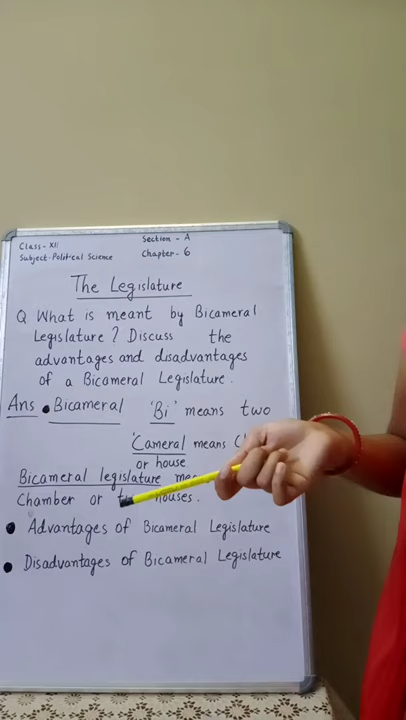 Class-XII
Section - A
Subject-Political Science
Chapter- 6
The Legislature
Q What is meant by Bicameral
Legislature? Discuss the
advantages and disadvantages
of a Bicameral Legislature.
Ans • Bicameral 'Bi' means two
'Cameral means
or house
Bicameral legislature
Chamber or houses.
• Advantages of Bicameral Legislature
• Disadvantages of Bicameral Legislature